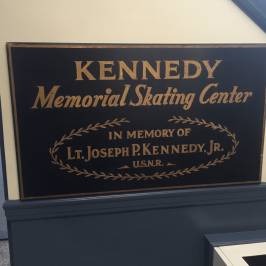 KENNEDY
Memorial Skating Center
IN MEMORY OF
LT. JOSEPH P. KENNEDY, JR.
U.S.N.R.